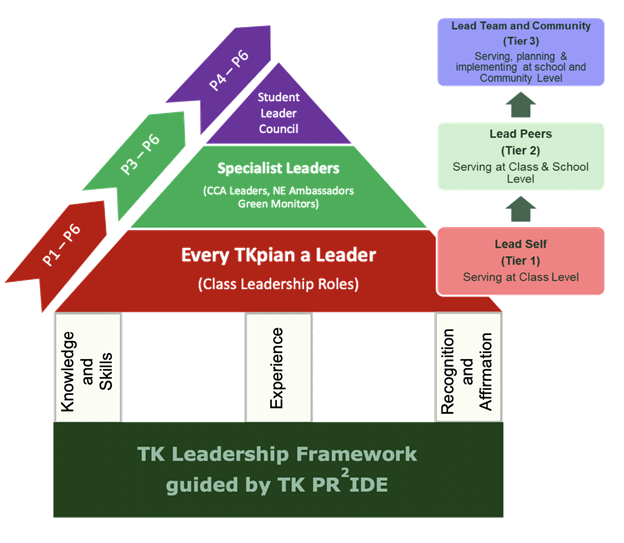 P4 – P6
Student
Leader
Council
P3 – P6
Specialist Leaders
(CCA Leaders, NE Ambassadors
Green Monitors)
P1 – P6
Every TKpian a Leader
(Class Leadership Roles)
Lead Team and Community
(Tier 3)
Serving, planning &
implementing at school and
Community Level
Lead Peers
(Tier 2)
Serving at Class & School
Level
Lead Self
(Tier 1)
Serving at Class Level
Knowledge
and
Skills
Experience
Recognition
and
Affirmation
TK Leadership Framework
guided by TK PR²IDE